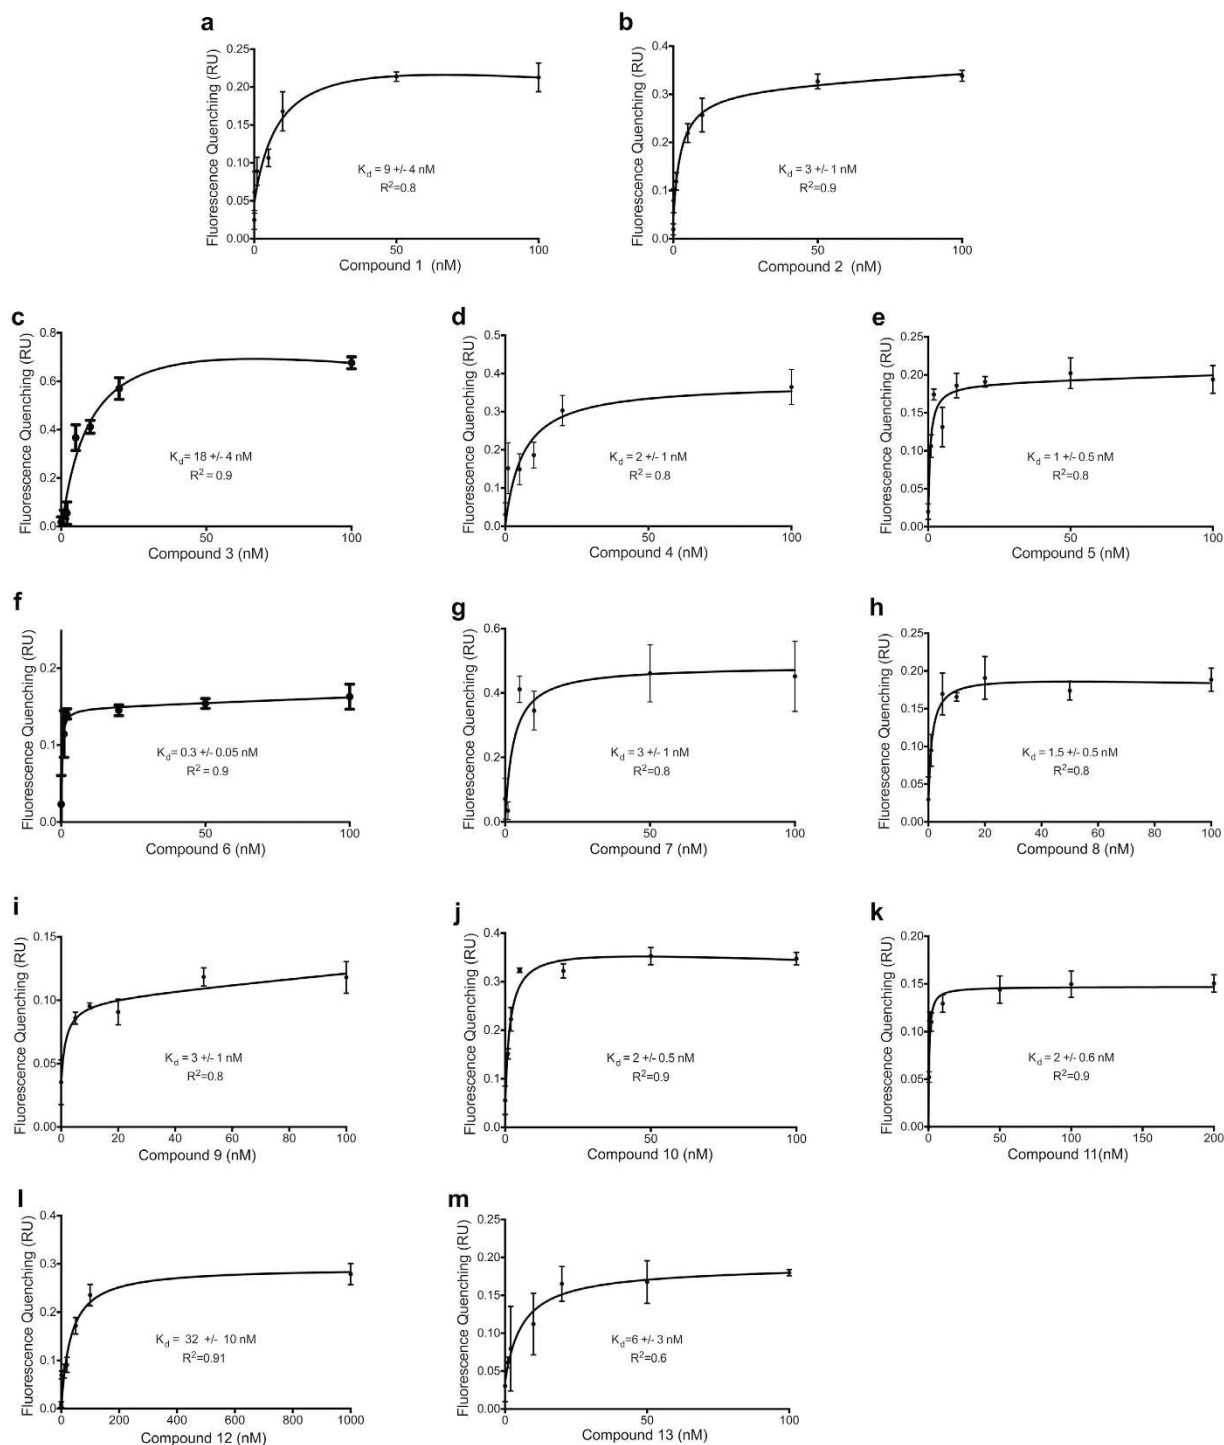 a
Fluorescence Quenching (RU)
0.25
0.20
0.15
0.10
0.05
0.00
0
50
100
Compound 1 (nM)
Kd = 9 +/- 4 nM
R2=0.8
b
Fluorescence Quenching (RU)
0.4
0.3
0.2
0.1
0.0
0
50
100
Compound 2 (nM)
Kd = 3 +/- 1 nM
R2=0.9
c
Fluorescence Quenching (RU)
0.8
0.6
0.4
0.2
0.0
0
50
100
Compound 3 (nM)
Kd= 18 +/- 4 nM
R2 = 0.9
d
Fluorescence Quenching (RU)
0.5
0.4
0.3
0.2
0.1
0.0
0
50
100
Compound 4 (nM)
Kd = 2 +/- 1 nM
R2 = 0.8
e
Fluorescence Quenching (RU)
0.25
0.20
0.15
0.10
0.05
0.00
0
50
100
Compound 5 (nM)
Kd = 1 +/- 0.5 nM
R2=0.8
f
Fluorescence Quenching (RU)
0.2
0.1
0.0
0
50
100
Compound 6 (nM)
Kd= 0.3 +/- 0.05 nM
R2 = 0.9
g
Fluorescence Quenching (RU)
0.6
0.4
0.2
0.0
0
50
100
Compound 7 (nM)
Kd = 3 +/- 1 nM
R2=0.8
h
Fluorescence Quenching (RU)
0.25
0.20
0.15
0.10
0.05
0.00
0
20
40
60
80
100
Compound 8 (nM)
Kd = 1.5 +/- 0.5 nM
R2=0.8
i
Fluorescence Quenching (RU)
0.15
0.10
0.05
0.00
0
20
40
60
80
100
Compound 9 (nM)
Kd = 3 +/- 1 nM
R2=0.8
j
Fluorescence Quenching (RU)
0.4
0.3
0.2
0.1
0.0
0
50
100
Compound 10 (nM)
Kd = 2 +/- 0.5 nM
R2=0.9
k
Fluorescence Quenching (RU)
0.20
0.15
0.10
0.05
0.00
0
50
100
150
200
Compound 11(nM)
Kd = 2 +/- 0.6 nM
R2=0.9
l
Fluorescence Quenching (RU)
0.4
0.3
0.2
0.1
0.0
0
200
400
600
800
1000
Compound 12 (nM)
Kd = 32 +/- 10 nM
R2=0.91
m
Fluorescence Quenching (RU)
0.25
0.20
0.15
0.10
0.05
0.00
0
50
100
Compound 13 (nM)
Kd=6 +/- 3 nM
R2=0.6